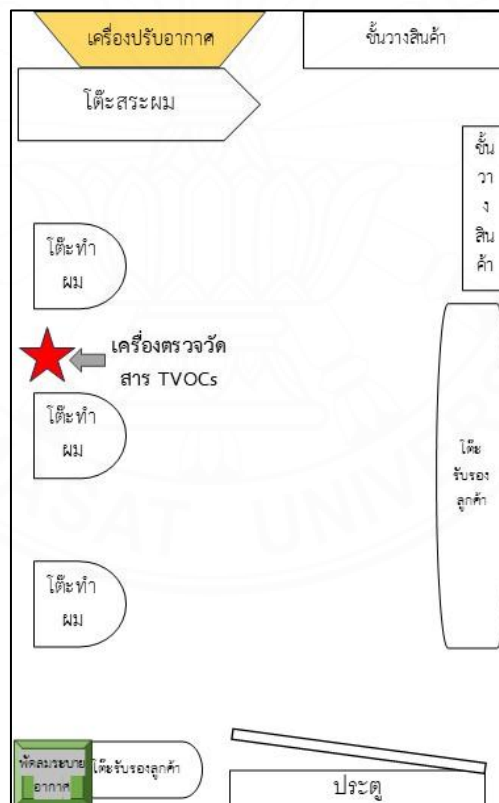 เครื่องปรับอากาศ
ชั้นวางสินค้า
โต๊ะสระผม
ชั้น
วา
ง
สิน
ค้า
โต๊ะทำ
ผม
เครื่องตรวจวัด
สาร TVOCs
โต๊ะทำ
ผม
โต๊ะ
รับรอง
ลูกค้า
โต๊ะทำ
ผม
พัดลมระบาย
อากาศ
โต๊ะรับรองลูกค้า
ประตู